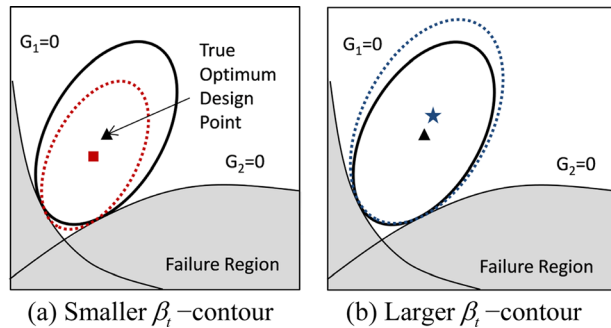 G₁=0
True
Optimum
Design
Point
G₂=0
Failure Region
(a) Smaller βₜ −contour
G₁=0
G₂=0
Failure Region
(b) Larger βₜ −contour